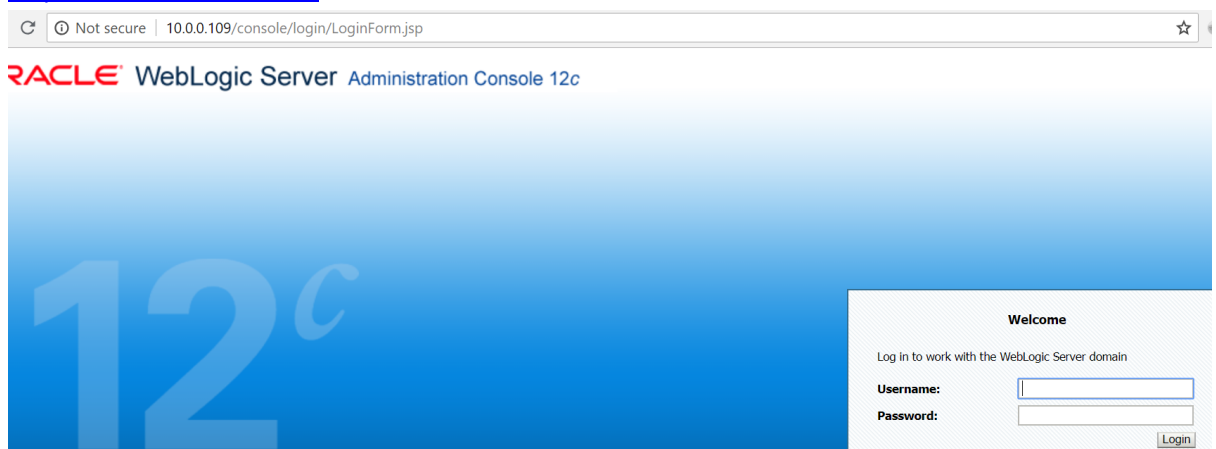 Not secure | 10.0.0.109/console/login/LoginForm.jsp
RACLE WebLogic Server Administration Console 12c
12c
Welcome
Log in to work with the WebLogic Server domain
Username:
Password:
Login